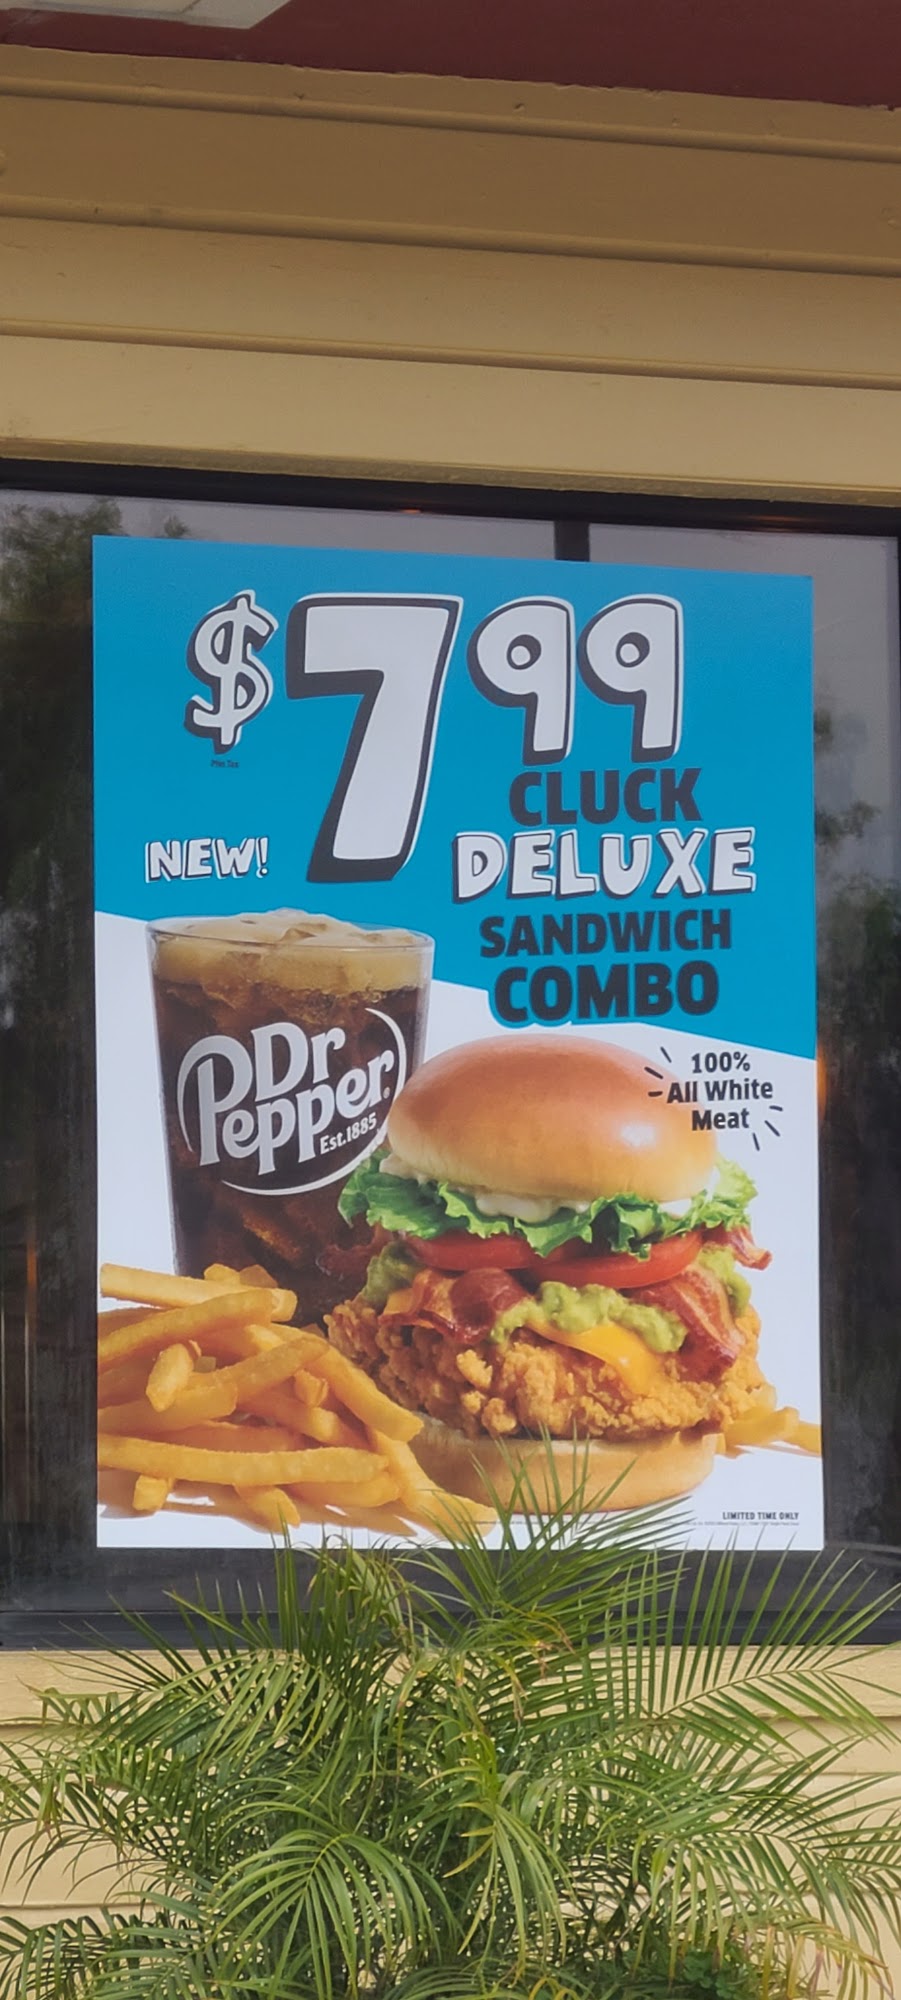 $7.99
Plus Tax
NEW!
CLUCK
DELUXE
SANDWICH
COMBO
Dr
Pepper
Est.1885
100%
All White
Meat
LIMITED TIME ONLY